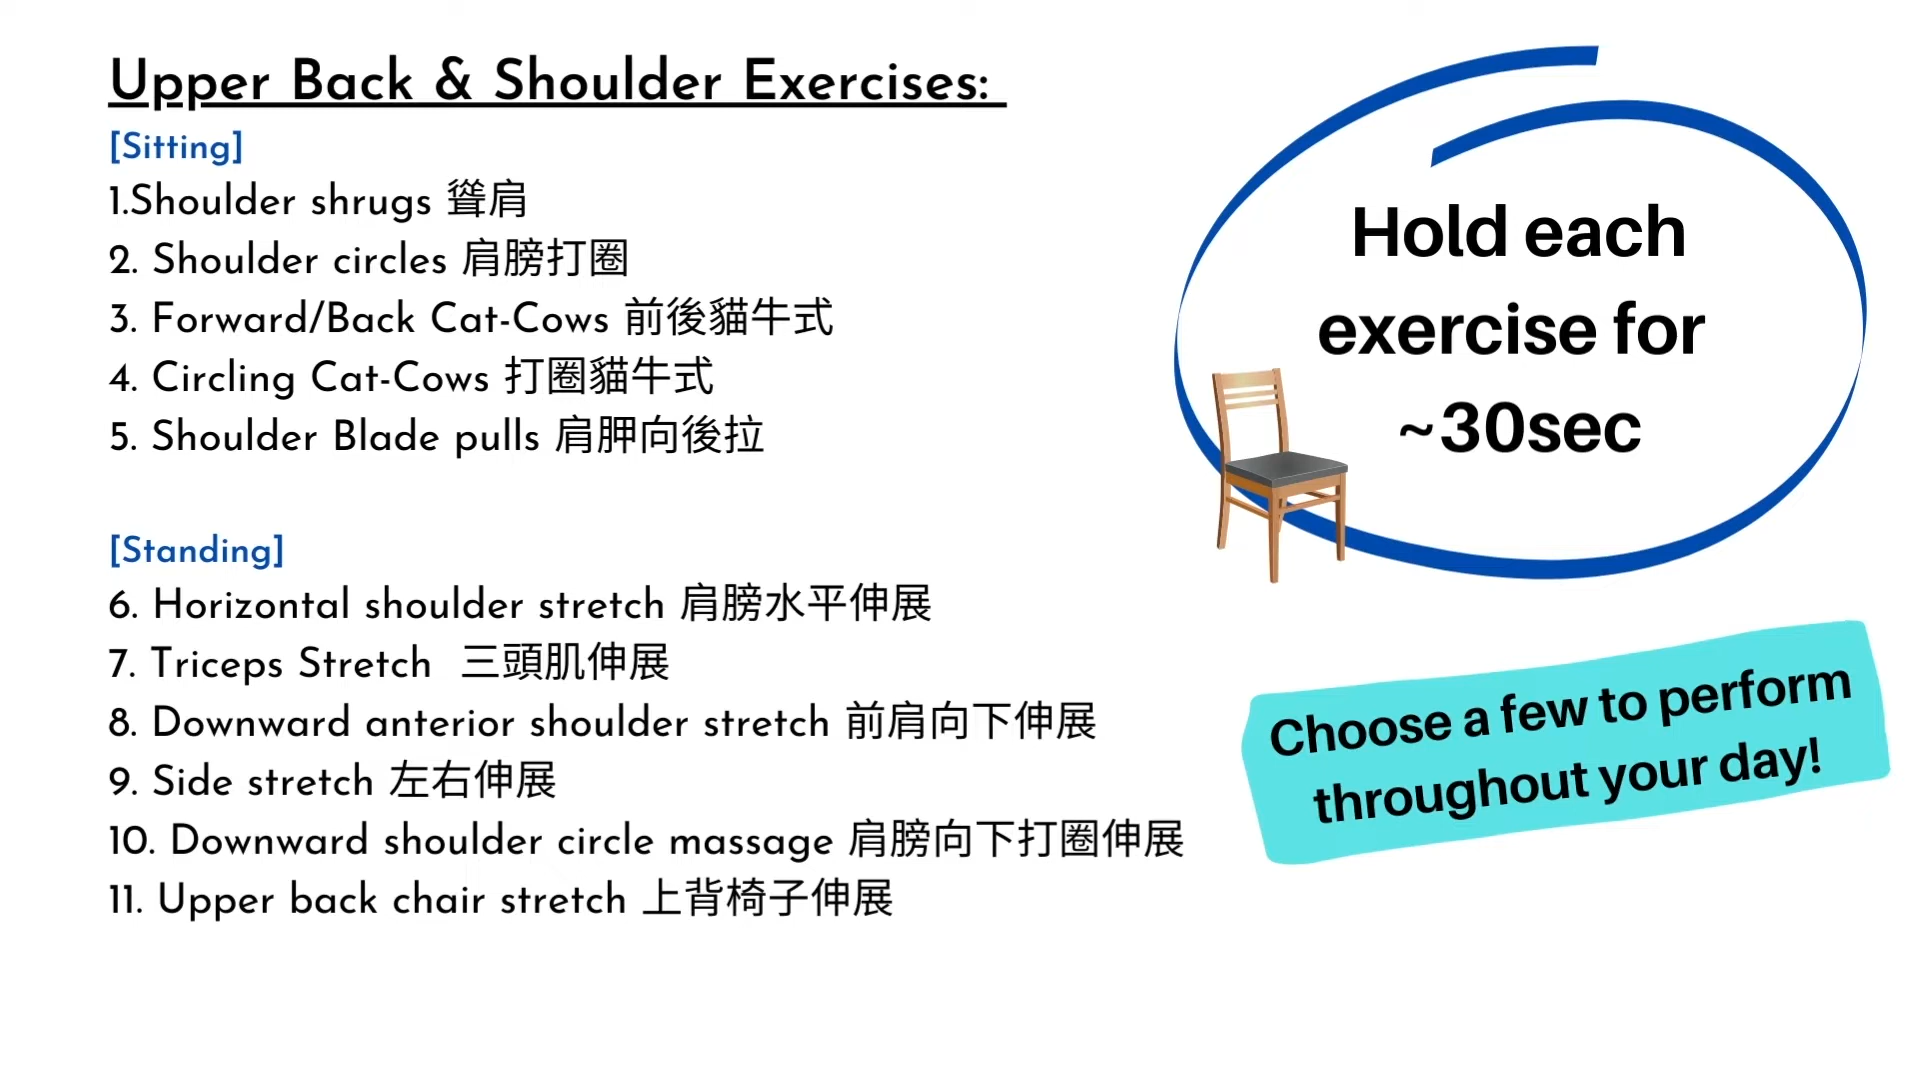 Upper Back & Shoulder Exercises:
[Sitting]
1.Shoulder shrugs 聳肩
2. Shoulder circles 肩膀打圈
3. Forward/Back Cat-Cows 前後貓牛式
4. Circling Cat-Cows 打圈貓牛式
5. Shoulder Blade pulls 肩胛向後拉
[Standing]
6. Horizontal shoulder stretch 肩膀水平伸展
7. Triceps Stretch 三頭肌伸展
8. Downward anterior shoulder stretch 前肩向下伸展
9. Side stretch 左右伸展
10. Downward shoulder circle massage 肩膀向下打圈伸展
11. Upper back chair stretch 上背椅子伸展
Hold each
exercise for
~30sec
Choose a few to perform
throughout your day!